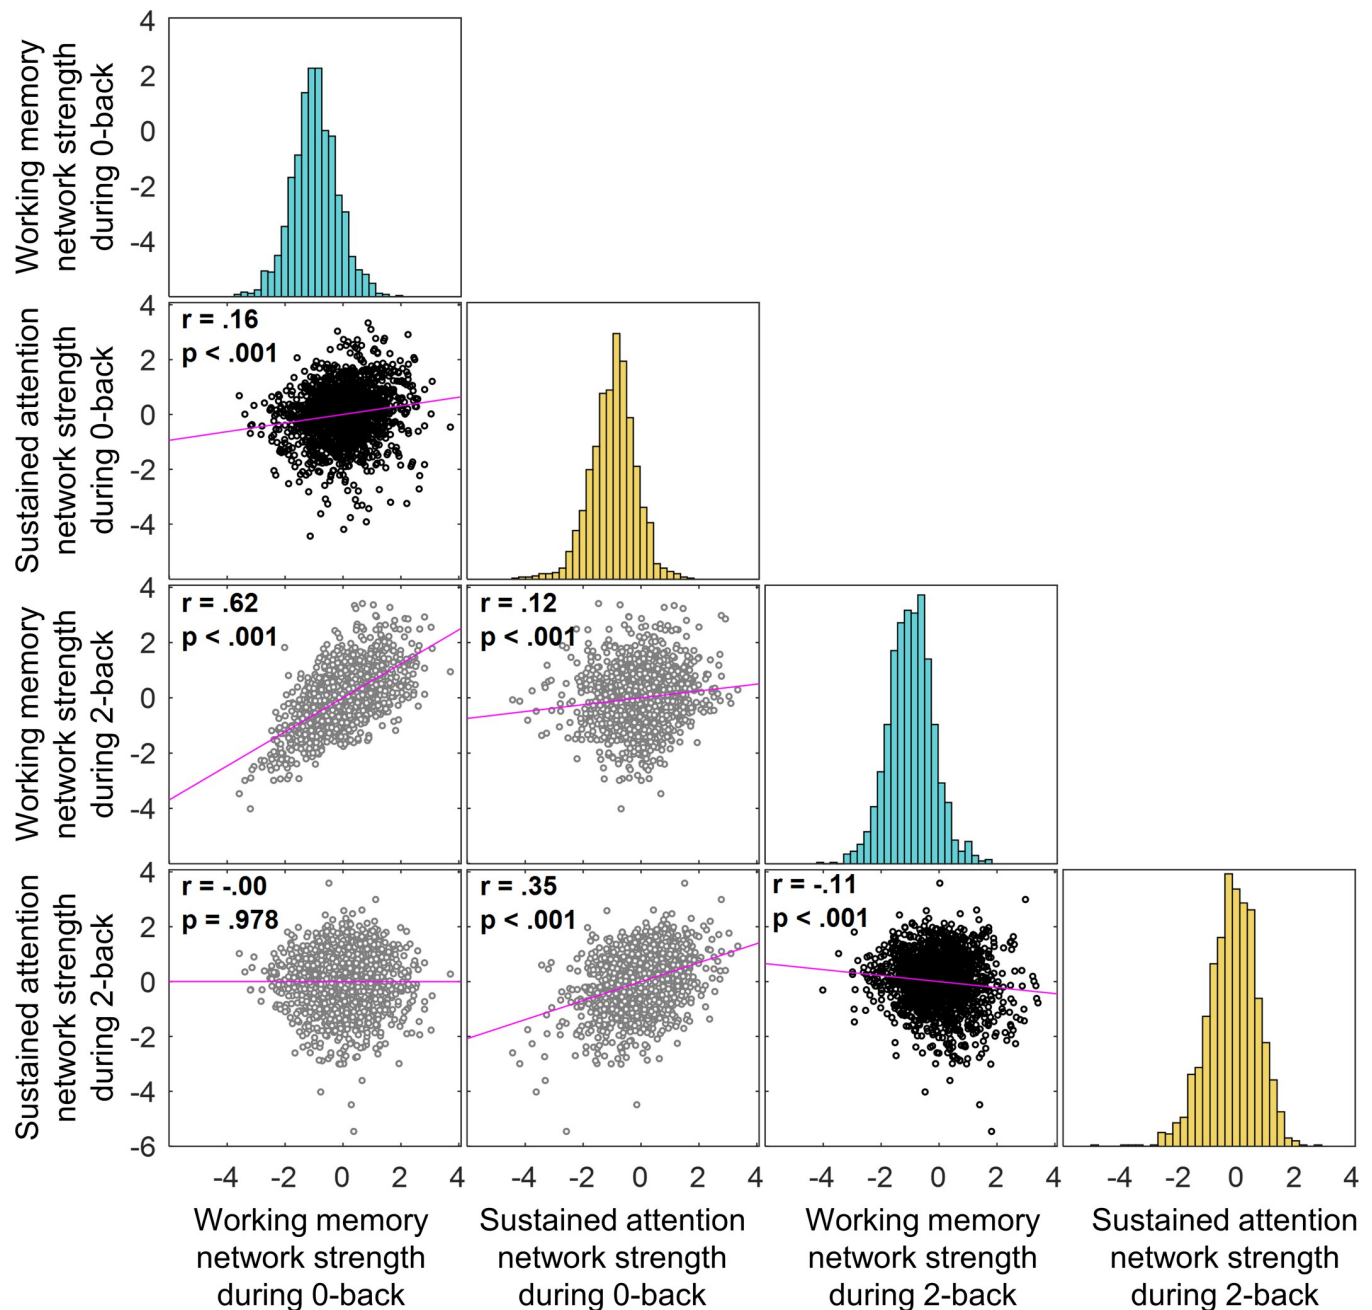 Working memory
network strength
during 0-back
4
2
0
-2
-4
Sustained attention
network strength
during 0-back
4
2
0
-2
-4
r = .16
p < .001
Working memory
network strength
during 2-back
4
2
0
-2
-4
r = .62
p < .001
r = .12
p < .001
Sustained attention
network strength
during 2-back
4
2
0
-2
-4
-6
r = -.00
p = .978
r = .35
p < .001
r = -.11
p < .001
-4 -2 0 2 4
-4 -2 0 2 4
-4 -2 0 2 4
-4 -2 0 2 4
Working memory
network strength
during 0-back
Sustained attention
network strength
during 0-back
Working memory
network strength
during 2-back
Sustained attention
network strength
during 2-back